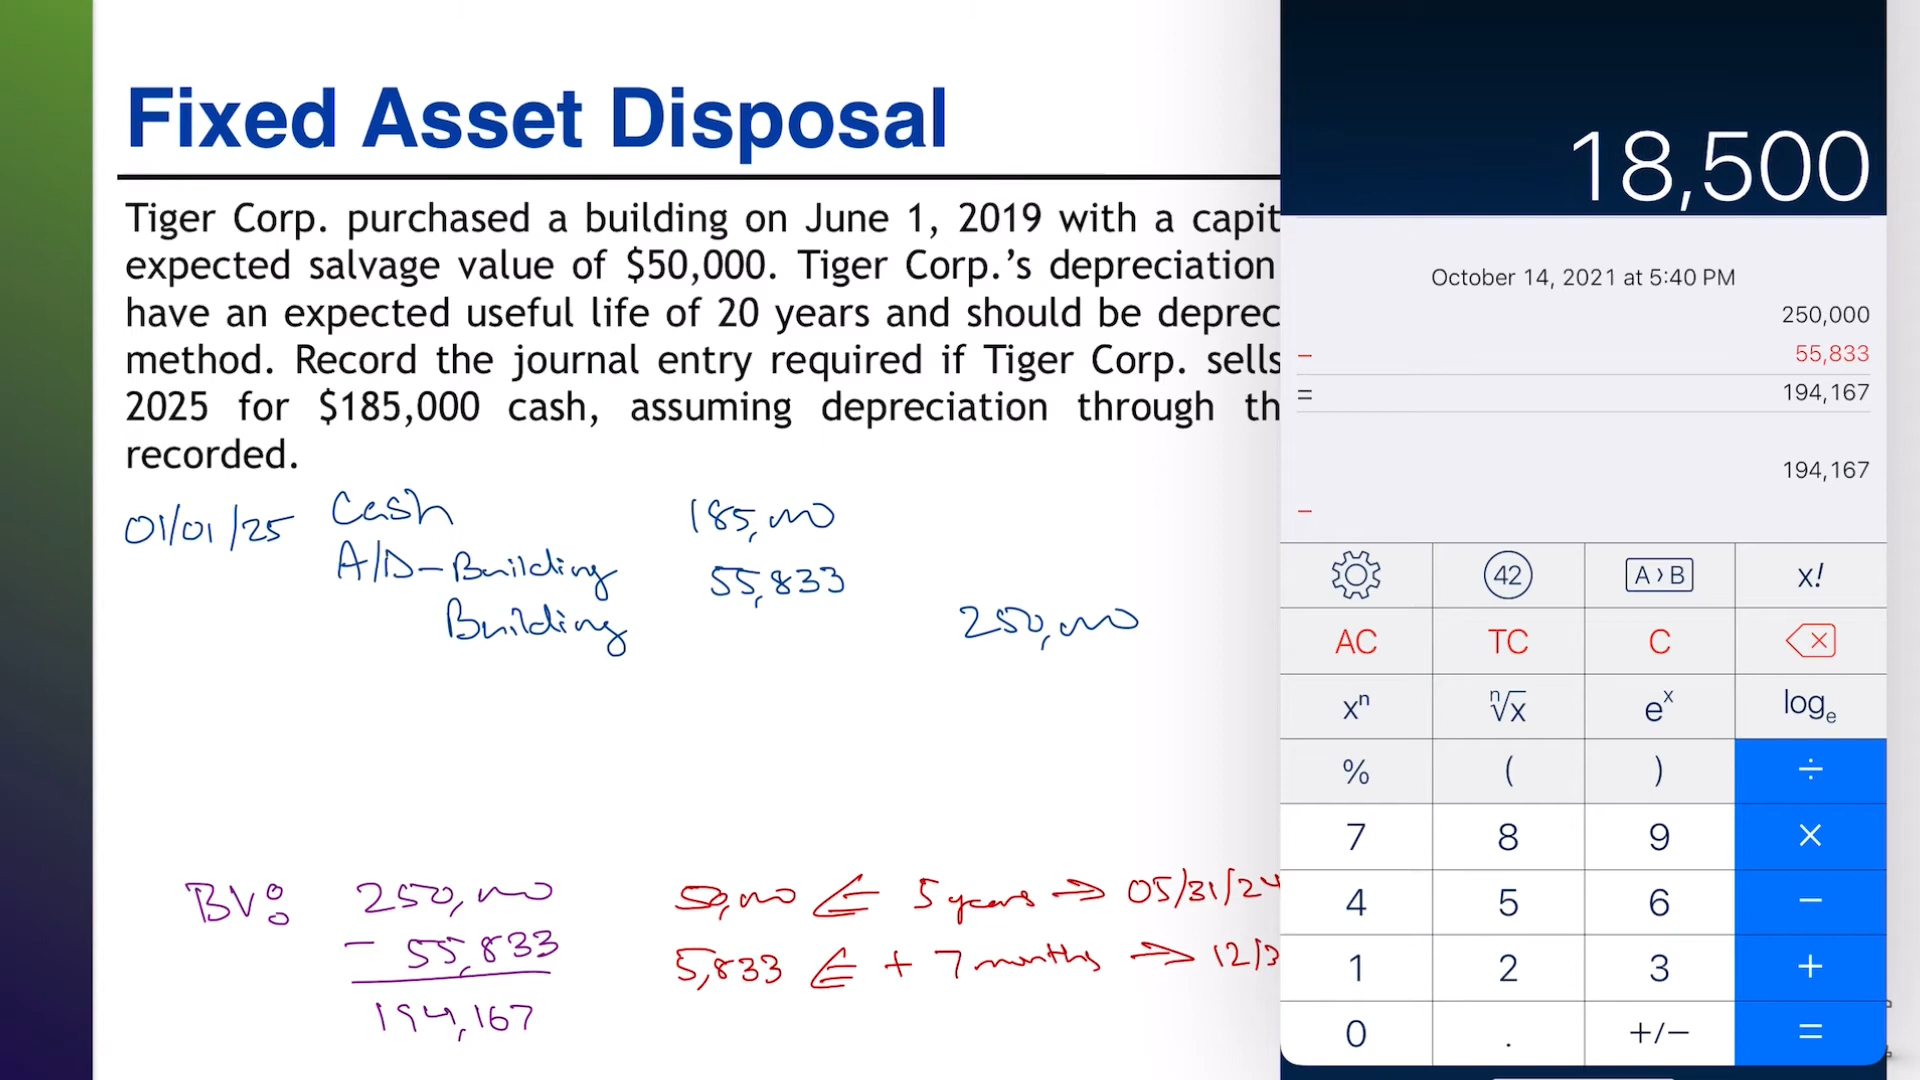 Fixed Asset Disposal
Tiger Corp. purchased a building on June 1, 2019 with a capit
expected salvage value of $50,000. Tiger Corp.’s depreciation
have an expected useful life of 20 years and should be deprec
method. Record the journal entry required if Tiger Corp. sells
2025 for $185,000 cash, assuming depreciation through th
recorded.
01/01/25 Cash 185,000
A/D-Building 55,833
Building 250,000
BV: 250,000
- 55,833
194,167
50,000 ⇐ 5 years → 05/31/24
5,833 ⇐ + 7 months → 12/3
18,500
October 14, 2021 at 5:40 PM
250,000
− 55,833
= 194,167
194,167
−
42 A›B x!
AC TC C
xⁿ ⁿ√x eˣ logₑ
% ( ) ÷
7 8 9 ×
4 5 6 −
1 2 3 +
0 . +/− =